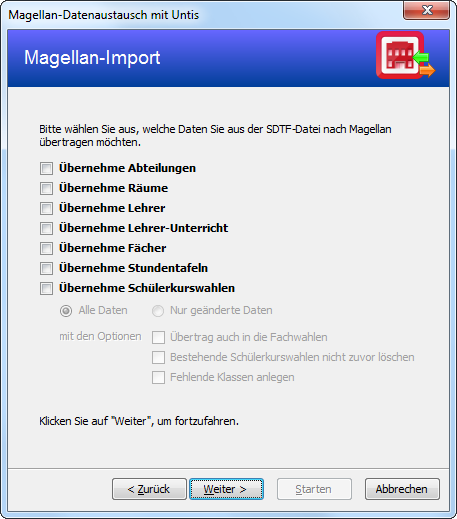 Magellan-Datenaustausch mit Untis
Magellan-Import
Bitte wählen Sie aus, welche Daten Sie aus der SDTF-Datei nach Magellan
übertragen möchten.
Übernehme Abteilungen
Übernehme Räume
Übernehme Lehrer
Übernehme Lehrer-Unterricht
Übernehme Fächer
Übernehme Stundentafeln
Übernehme Schülerkurswahlen
Alle Daten Nur geänderte Daten
mit den Optionen Übertrag auch in die Fachwahlen
Bestehende Schülerkurswahlen nicht zuvor löschen
Fehlende Klassen anlegen
Klicken Sie auf "Weiter", um fortzufahren.
< Zurück Weiter > Starten Abbrechen